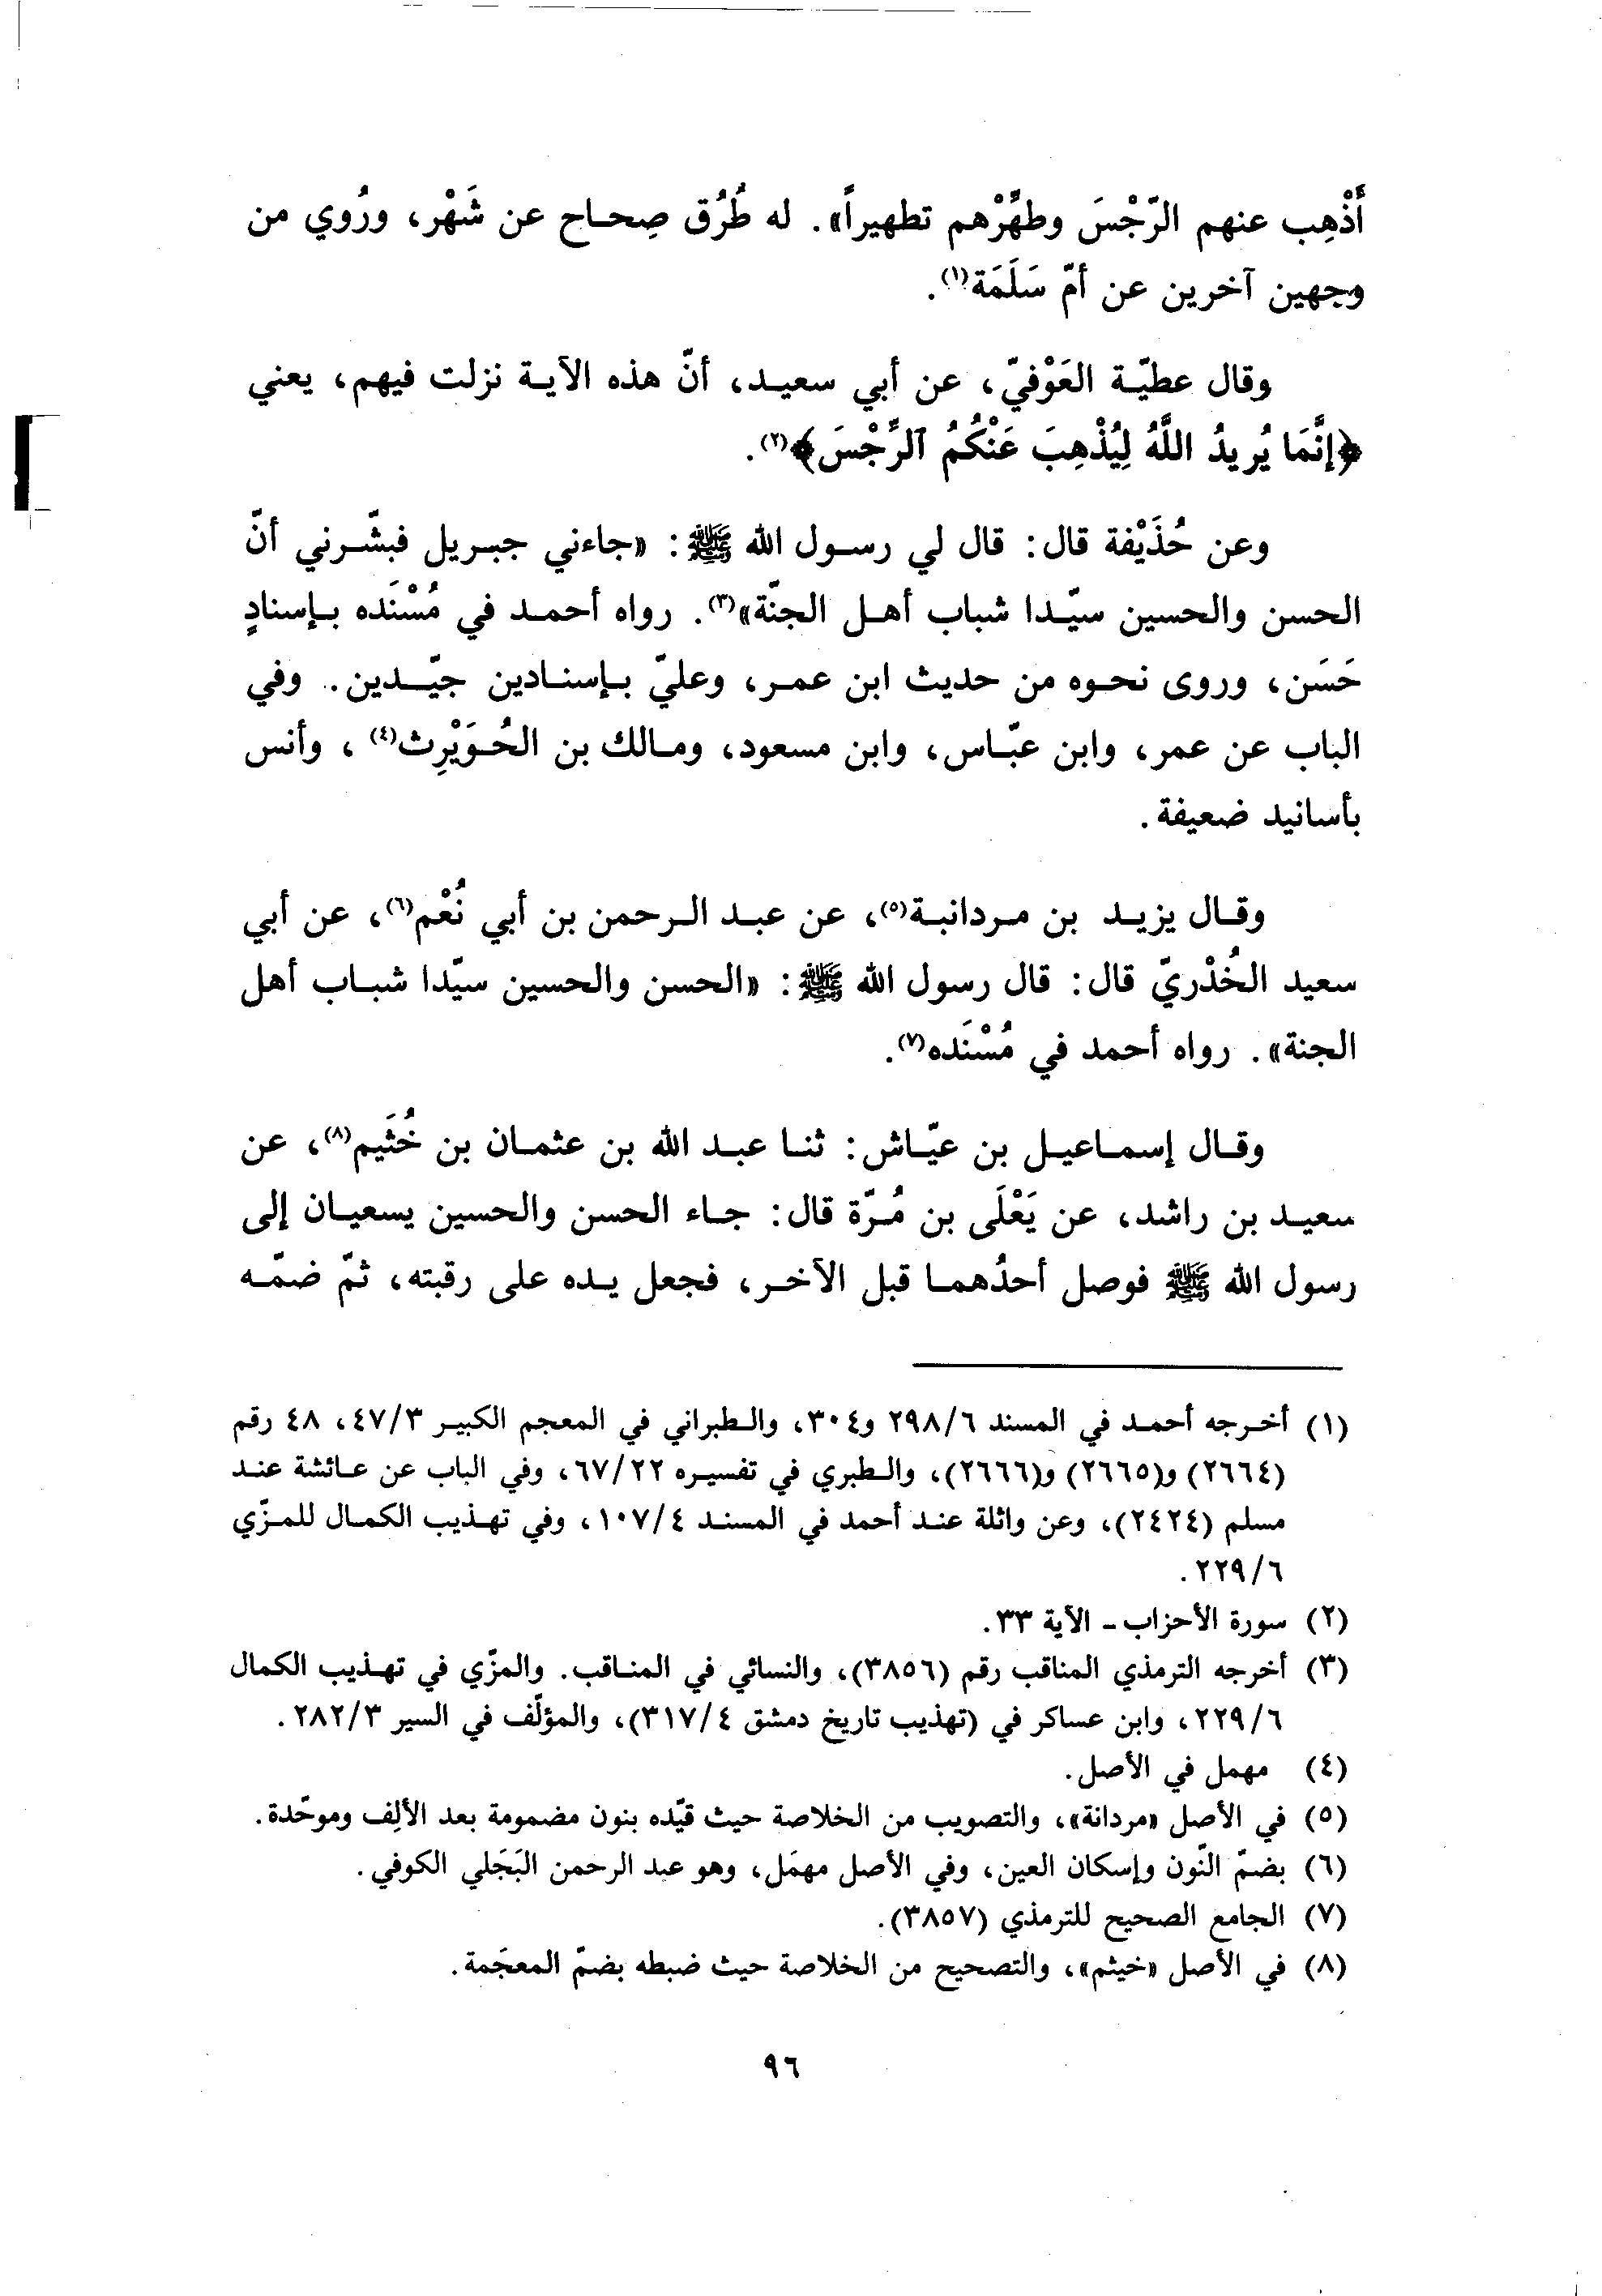 أَذْهِب عنهم الرّجْسَ وطهِّرْهم تطهيراً». له طُرُق صِحاح عن شَهْر، ورُوي من
وجهين آخرين عن أمّ سَلَمَة(١).
وقال عطيّة العَوْفيّ، عن أبي سعيد، أنّ هذه الآية نزلت فيهم، يعني
﴿إِنَّمَا يُرِيدُ اللَّهُ لِيُذْهِبَ عَنْكُمُ ٱلرِّجْسَ﴾(٢).
وعن حُذَيْفة قال: قال لي رسول الله ﷺ: «جاءني جبريل فبشّرني أنّ
الحسن والحسين سيّدا شباب أهل الجنّة»(٣). رواه أحمد في مُسْنَده بإسنادٍ
حَسَن، وروى نحوه من حديث ابن عمر، وعليّ بإسنادين جيّدين. وفي
الباب عن عمر، وابن عبّاس، وابن مسعود، ومالك بن الحُوَيْرِث(٤)، وأنس
بأسانيد ضعيفة.
وقال يزيد بن مردانبة(٥)، عن عبد الرحمن بن أبي نُعْم(٦)، عن أبي
سعيد الخُدْريّ قال: قال رسول الله ﷺ: «الحسن والحسين سيّدا شباب أهل
الجنة». رواه أحمد في مُسْنَده(٧).
وقال إسماعيل بن عيّاش: ثنا عبد الله بن عثمان بن خُثَيم(٨)، عن
سعيد بن راشد، عن يَعْلَى بن مُرّة قال: جاء الحسن والحسين يسعيان إلى
رسول الله ﷺ فوصل أحدُهما قبل الآخر، فجعل يده على رقبته، ثمّ ضمّه
(١) أخرجه أحمد في المسند ٢٩٨/٦ و٣٠٤، والطبراني في المعجم الكبير ٤٧/٣، ٤٨ رقم
(٢٦٦٤) و(٢٦٦٥) و(٢٦٦٦)، والطبري في تفسيره ٦٧/٢٢، وفي الباب عن عائشة عند
مسلم (٢٤٢٤)، وعن واثلة عند أحمد في المسند ١٠٧/٤، وفي تهذيب الكمال للمزّي
٢٢٩/٦.
(٢) سورة الأحزاب - الآية ٣٣.
(٣) أخرجه الترمذي المناقب رقم (٣٨٥٦)، والنسائي في المناقب. والمزّي في تهذيب الكمال
٢٢٩/٦، وابن عساكر في (تهذيب تاريخ دمشق ٣١٧/٤)، والمؤلّف في السير ٢٨٢/٣.
(٤) مهمل في الأصل.
(٥) في الأصل «مردانة»، والتصويب من الخلاصة حيث قيّده بنون مضمومة بعد الألِف وموحّدة.
(٦) بضمّ النّون وإسكان العين، وفي الأصل مهمَل، وهو عبد الرحمن البَجَلي الكوفي.
(٧) الجامع الصحيح للترمذي (٣٨٥٧).
(٨) في الأصل «خيثم»، والتصحيح من الخلاصة حيث ضبطه بضمّ المعجَمة.
٩٦